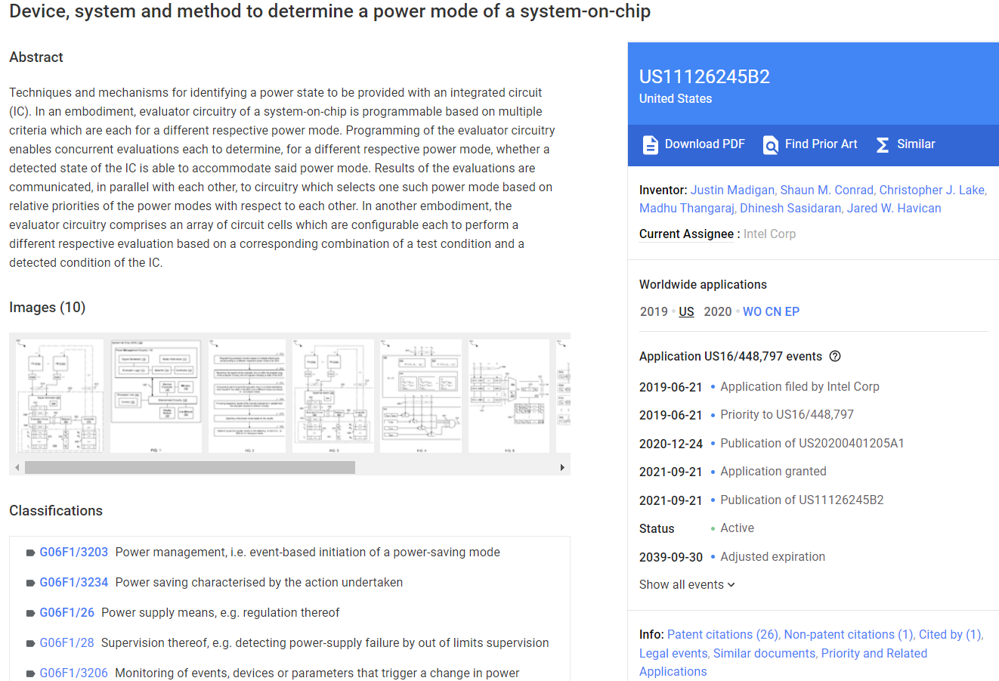 Device, system and method to determine a power mode of a system-on-chip
Abstract
Techniques and mechanisms for identifying a power state to be provided with an integrated circuit
(IC). In an embodiment, evaluator circuitry of a system-on-chip is programmable based on multiple
criteria which are each for a different respective power mode. Programming of the evaluator circuitry
enables concurrent evaluations each to determine, for a different respective power mode, whether a
detected state of the IC is able to accommodate said power mode. Results of the evaluations are
communicated, in parallel with each other, to circuitry which selects one such power mode based on
relative priorities of the power modes with respect to each other. In another embodiment, the
evaluator circuitry comprises an array of circuit cells which are configurable each to perform a
different respective evaluation based on a corresponding combination of a test condition and a
detected condition of the IC.
Images (10)
FIG. 1
FIG. 2
FIG. 3
FIG. 4
FIG. 5
Classifications
G06F1/3203 Power management, i.e. event-based initiation of a power-saving mode
G06F1/3234 Power saving characterised by the action undertaken
G06F1/26 Power supply means, e.g. regulation thereof
G06F1/28 Supervision thereof, e.g. detecting power-supply failure by out of limits supervision
G06F1/3206 Monitoring of events, devices or parameters that trigger a change in power
US11126245B2
United States
Download PDF Find Prior Art Similar
Inventor: Justin Madigan, Shaun M. Conrad, Christopher J. Lake,
Madhu Thangaraj, Dhinesh Sasidaran, Jared W. Havican
Current Assignee : Intel Corp
Worldwide applications
2019 • US 2020 • WO CN EP
Application US16/448,797 events
2019-06-21 • Application filed by Intel Corp
2019-06-21 • Priority to US16/448,797
2020-12-24 • Publication of US20200401205A1
2021-09-21 • Application granted
2021-09-21 • Publication of US11126245B2
Status • Active
2039-09-30 • Adjusted expiration
Show all events
Info: Patent citations (26), Non-patent citations (1), Cited by (1),
Legal events, Similar documents, Priority and Related
Applications